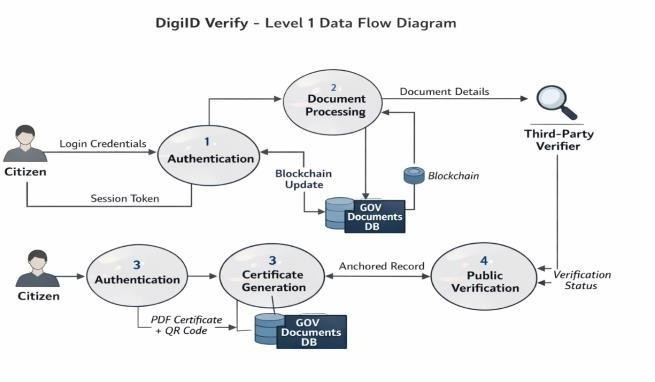 DigiID Verify – Level 1 Data Flow Diagram
2
Document
Processing
Document Details
Third-Party
Verifier
Login Credentials
1
Authentication
Citizen
Session Token
Blockchain
Update
Blockchain
GOV
Documents
DB
3
Authentication
Citizen
3
Certificate
Generation
Anchored Record
4
Public
Verification
Verification
Status
PDF Certificate
+ QR Code
GOV
Documents
DB